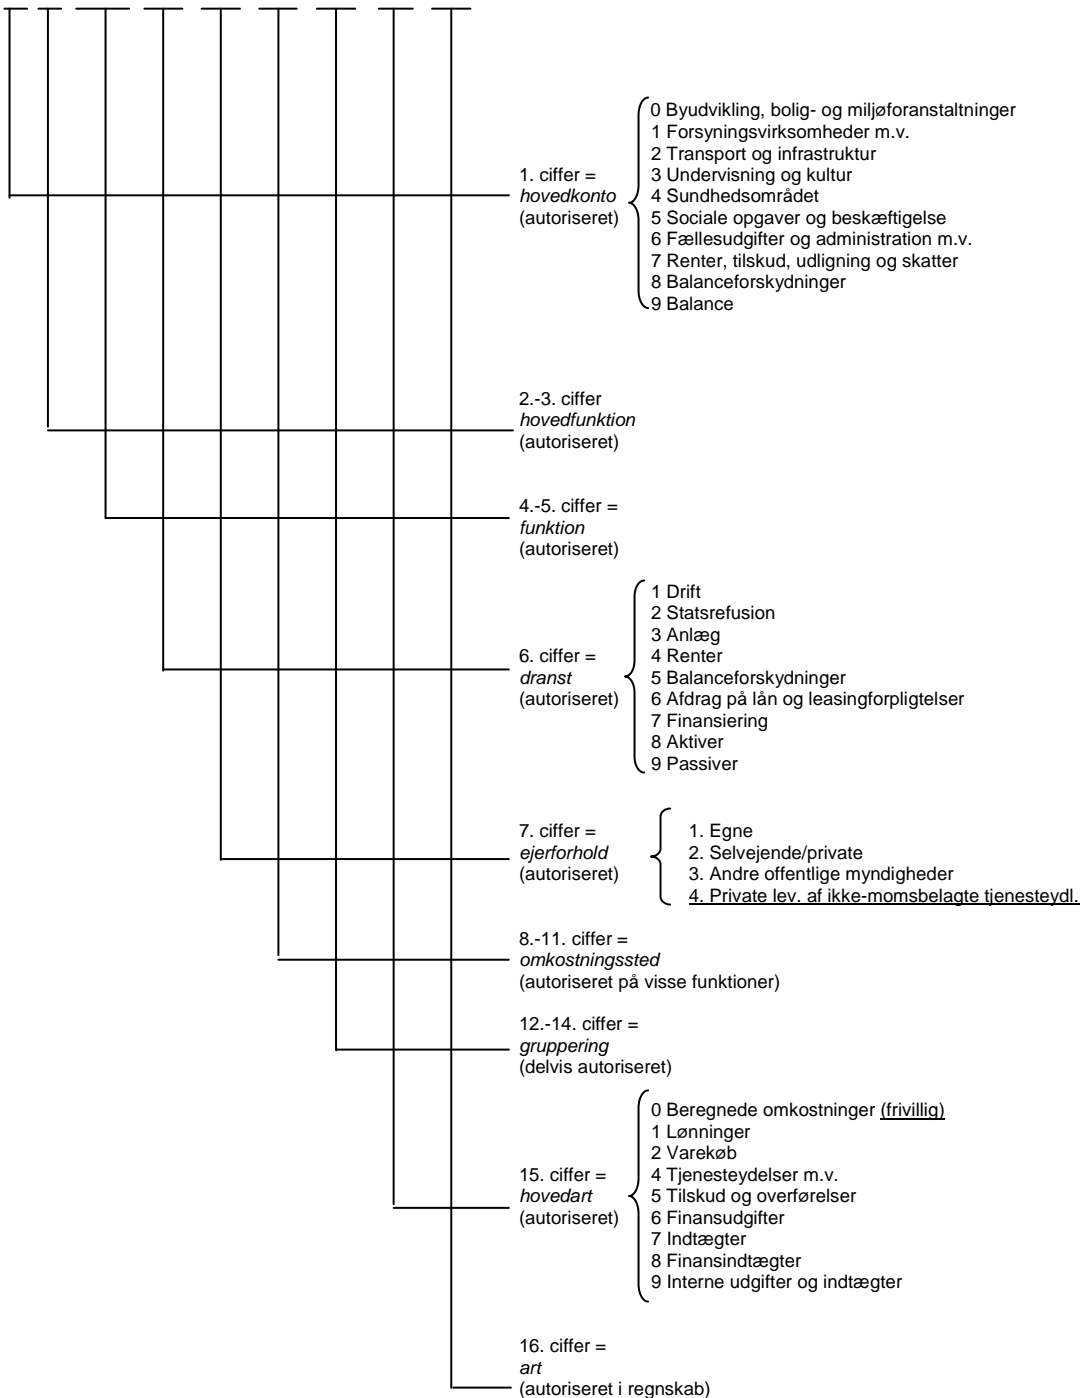 1. ciffer =
hovedkonto
(autoriseret)
0 Byudvikling, bolig- og miljøforanstaltninger
1 Forsyningsvirksomheder m.v.
2 Transport og infrastruktur
3 Undervisning og kultur
4 Sundhedsområdet
5 Sociale opgaver og beskæftigelse
6 Fællesudgifter og administration m.v.
7 Renter, tilskud, udligning og skatter
8 Balanceforskydninger
9 Balance
2.-3. ciffer
hovedfunktion
(autoriseret)
4.-5. ciffer =
funktion
(autoriseret)
6. ciffer =
dranst
(autoriseret)
1 Drift
2 Statsrefusion
3 Anlæg
4 Renter
5 Balanceforskydninger
6 Afdrag på lån og leasingforpligtelser
7 Finansiering
8 Aktiver
9 Passiver
7. ciffer =
ejerforhold
(autoriseret)
1. Egne
2. Selvejende/private
3. Andre offentlige myndigheder
4. Private lev. af ikke-momsbelagte tjenesteydl.
8.-11. ciffer =
omkostningssted
(autoriseret på visse funktioner)
12.-14. ciffer =
gruppering
(delvis autoriseret)
15. ciffer =
hovedart
(autoriseret)
0 Beregnede omkostninger (frivillig)
1 Lønninger
2 Varekøb
4 Tjenesteydelser m.v.
5 Tilskud og overførelser
6 Finansudgifter
7 Indtægter
8 Finansindtægter
9 Interne udgifter og indtægter
16. ciffer =
art
(autoriseret i regnskab)